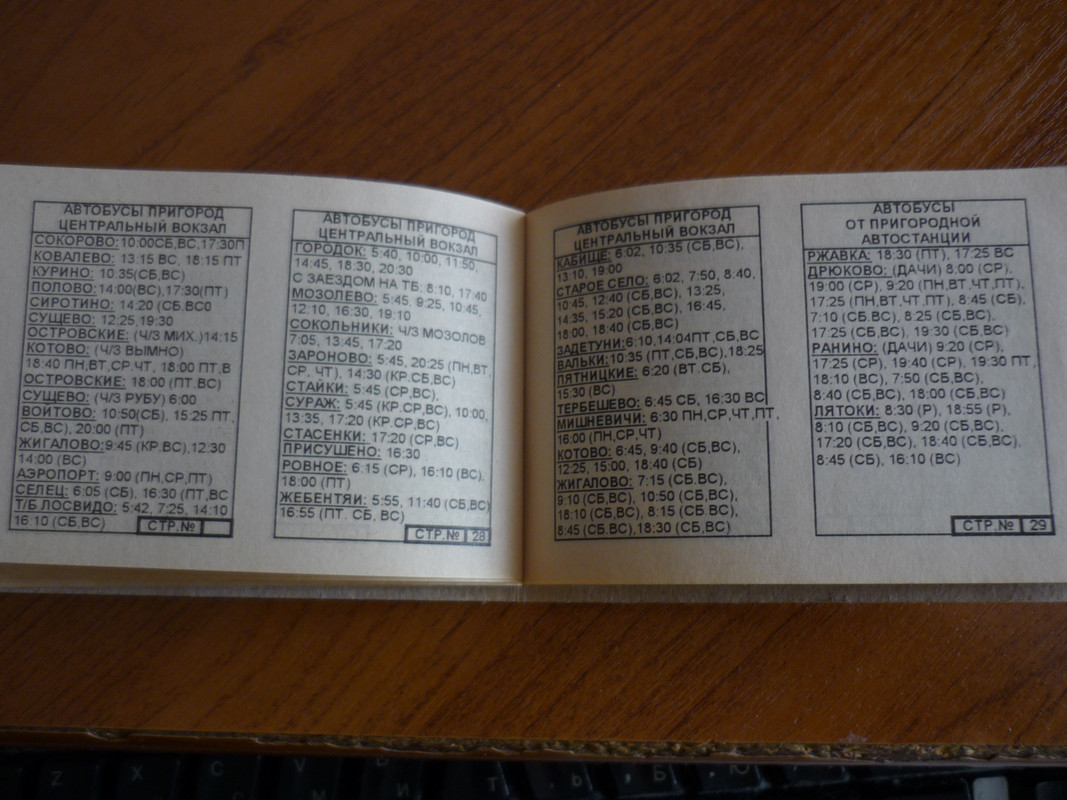 АВТОБУСЫ ПРИГОРОД
ЦЕНТРАЛЬНЫЙ ВОКЗАЛ
СОКОРОВО:10:00СБ,ВС,17:30П
КОВАЛЕВО: 13:15 ВС, 18:15 ПТ
КУРИНО: 10.35(СБ,ВС)
ПОЛОВО:14:00(ВС),17:30(ПТ)
СИРОТИНО: 14:20 (СБ,ВС0
СУЩЕВО: 12:25,19:30
ОСТРОВСКИЕ: (Ч/З МИХ.)14:15
КОТОВО: (Ч/З ВЫМНО)
18:40 ПН,ВТ,СР.ЧТ, 18:00 ПТ,В
ОСТРОВСКИЕ: 18:00 (ПТ.ВС)
СУЩЕВО: (Ч/З РУБУ) 6:00
ВОЙТОВО: 10:50(СБ), 15:25 ПТ,
СБ,ВС), 20:00 (ПТ)
ЖИГАЛОВО:9:45 (КР.ВС),12:30
14:00 (ВС)
АЭРОПОРТ: 9:00 (ПН,СР,ПТ)
СЕЛЕЦ: 6:05 (СБ), 16:30 (ПТ,ВС
Т/Б ЛОСВИДО: 5:42, 7:25, 14:10
16:10 (СБ,ВС)
СТР.№
АВТОБУСЫ ПРИГОРОД
ЦЕНТРАЛЬНЫЙ ВОКЗАЛ
ГОРОДОК: 5:40, 10:00, 11:50,
14:45, 18:30, 20:30
С ЗАЕЗДОМ НА ТБ: 8:10, 17:40
МОЗОЛЕВО: 5:45, 9:25, 10:45,
12:10, 16:30, 19:10
СОКОЛЬНИКИ: Ч/З МОЗОЛОВ
7:05, 13:45, 17:20
ЗАРОНОВО: 5:45, 20:25 (ПН,ВТ,
СР, ЧТ), 14:30 (КР.СБ,ВС)
СТАЙКИ: 5:45 (СР,ВС),
СУРАЖ: 5:45 (КР.СР,ВС), 10:00,
13:35, 17:20 (КР.СР,ВС)
СТАСЕНКИ: 17:20 (СР,ВС)
ПРИСУШЕНО: 16:30
РОВНОЕ: 6:15 (СР), 16:10 (ВС),
18:00 (ПТ)
ЖЕБЕНТЯИ: 5:55, 11:40 (СБ,ВС)
16:55 (ПТ. СБ, ВС)
СТР.№ 28
АВТОБУСЫ ПРИГОРОД
ЦЕНТРАЛЬНЫЙ ВОКЗАЛ
КАБИЩЕ: 6:02, 10:35 (СБ,ВС),
13:10, 19:00
СТАРОЕ СЕЛО: 6:02, 7:50, 8:40,
10:45, 12:40 (СБ,ВС), 13:25,
14:35, 15:20 (СБ,ВС), 16:45,
18:00, 18:40 (СБ,ВС)
ЗАДЕТУНИ:6:10,14:04ПТ,СБ,ВС
ВАЛЬКИ:10:35 (ПТ,СБ,ВС),18:25
ПЯТНИЦКИЕ: 6:20 (ВТ.СБ),
15:30 (ВС)
ТЕРБЕШЕВО: 6:45 СБ, 16:30 ВС
МИШНЕВИЧИ: 6:30 ПН,СР,ЧТ,ПТ,
16:00 (ПН,СР,ЧТ)
КОТОВО: 6:45, 9:40 (СБ,ВС),
12:25, 15:00, 18:40 (СБ)
ЖИГАЛОВО: 7:15 (СБ,ВС),
9:10 (СБ,ВС), 10:50 (СБ,ВС),
18:10 (СБ,ВС), 8:15 (СБ,ВС),
8:45 (СБ,ВС),18:30 (СБ,ВС)
АВТОБУСЫ
ОТ ПРИГОРОДНОЙ
АВТОСТАНЦИИ
РЖАВКА: 18:30 (ПТ), 17:25 ВС
ДРЮКОВО: (ДАЧИ) 8:00 (СР),
19:00 (СР), 9:20 (ПН,ВТ,ЧТ,ПТ),
17:25 (ПН,ВТ,ЧТ,ПТ), 8:45 (СБ),
7:10 (СБ,ВС), 8:25 (СБ,ВС),
17:25 (СБ,ВС), 19:30 (СБ,ВС)
РАНИНО: (ДАЧИ) 9:20 (СР),
17:25 (СР), 19:40 (СР), 19:30 ПТ,
18:10 (ВС), 7:50 (СБ,ВС),
8:40 (СБ,ВС), 18:00 (СБ,ВС)
ЛЯТОКИ: 8:30 (Р), 18:55 (Р),
8:10 (СБ,ВС), 9:20 (СБ,ВС),
17:20 (СБ,ВС), 18:40 (СБ,ВС),
8:45 (СБ), 16:10 (ВС)
СТР.№ 29
Z X C V
Ч С М И Т Ь Б Ю